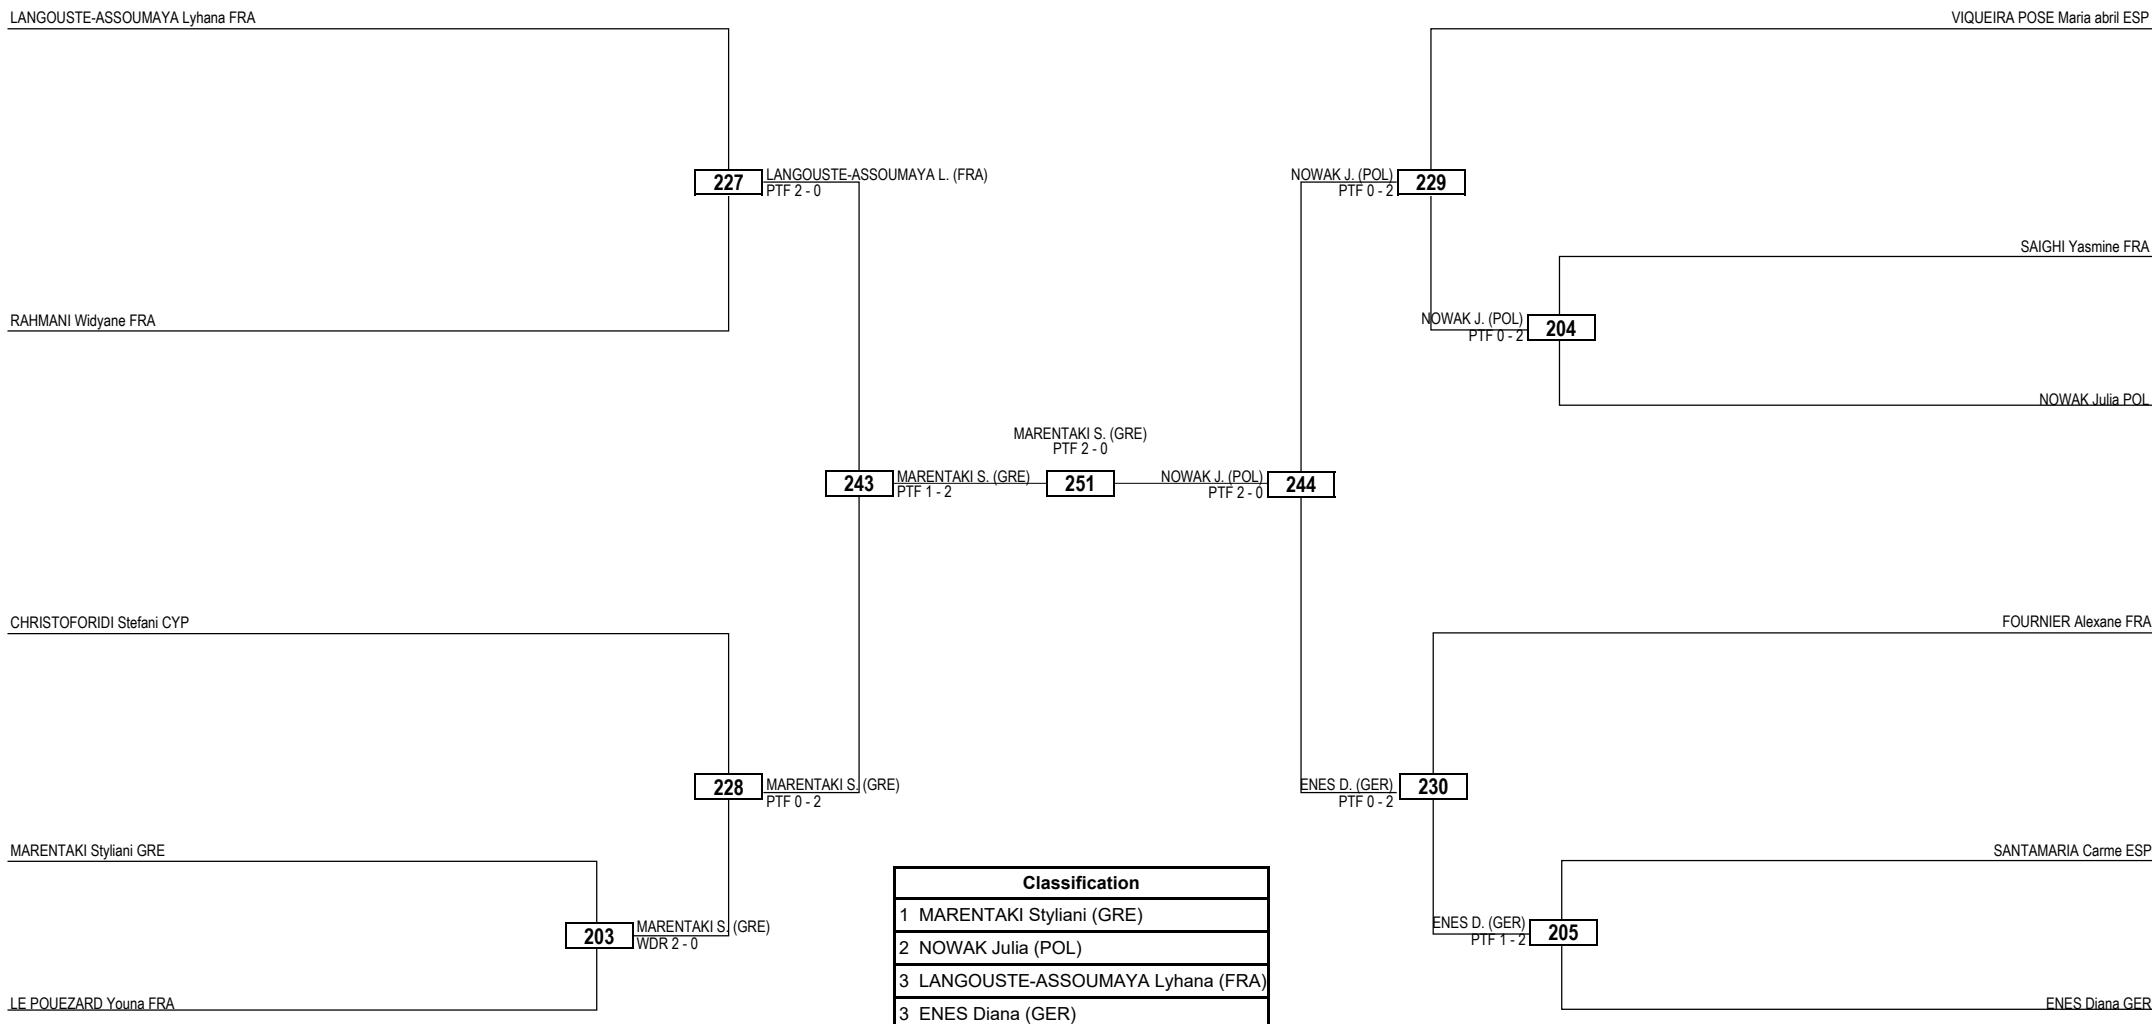 LANGOUSTE-ASSOUMAYA Lyhana FRA
VIQUEIRA POSE Maria abril ESP
227
LANGOUSTE-ASSOUMAYA L. (FRA)
PTF 2 - 0
NOWAK J. (POL)
PTF 0 - 2
229
SAIGHI Yasmine FRA
RAHMANI Widyane FRA
NOWAK J. (POL)
PTF 0 - 2
204
NOWAK Julia POL
MARENTAKI S. (GRE)
PTF 2 - 0
243
MARENTAKI S. (GRE)
PTF 1 - 2
251
NOWAK J. (POL)
PTF 2 - 0
244
CHRISTOFORIDI Stefani CYP
FOURNIER Alexane FRA
228
MARENTAKI S. (GRE)
PTF 0 - 2
ENES D. (GER)
PTF 0 - 2
230
MARENTAKI Styliani GRE
SANTAMARIA Carme ESP
203
MARENTAKI S. (GRE)
WDR 2 - 0
ENES D. (GER)
PTF 1 - 2
205
LE POUEZARD Youna FRA
ENES Diana GER
Classification
1 MARENTAKI Styliani (GRE)
2 NOWAK Julia (POL)
3 LANGOUSTE-ASSOUMAYA Lyhana (FRA)
3 ENES Diana (GER)